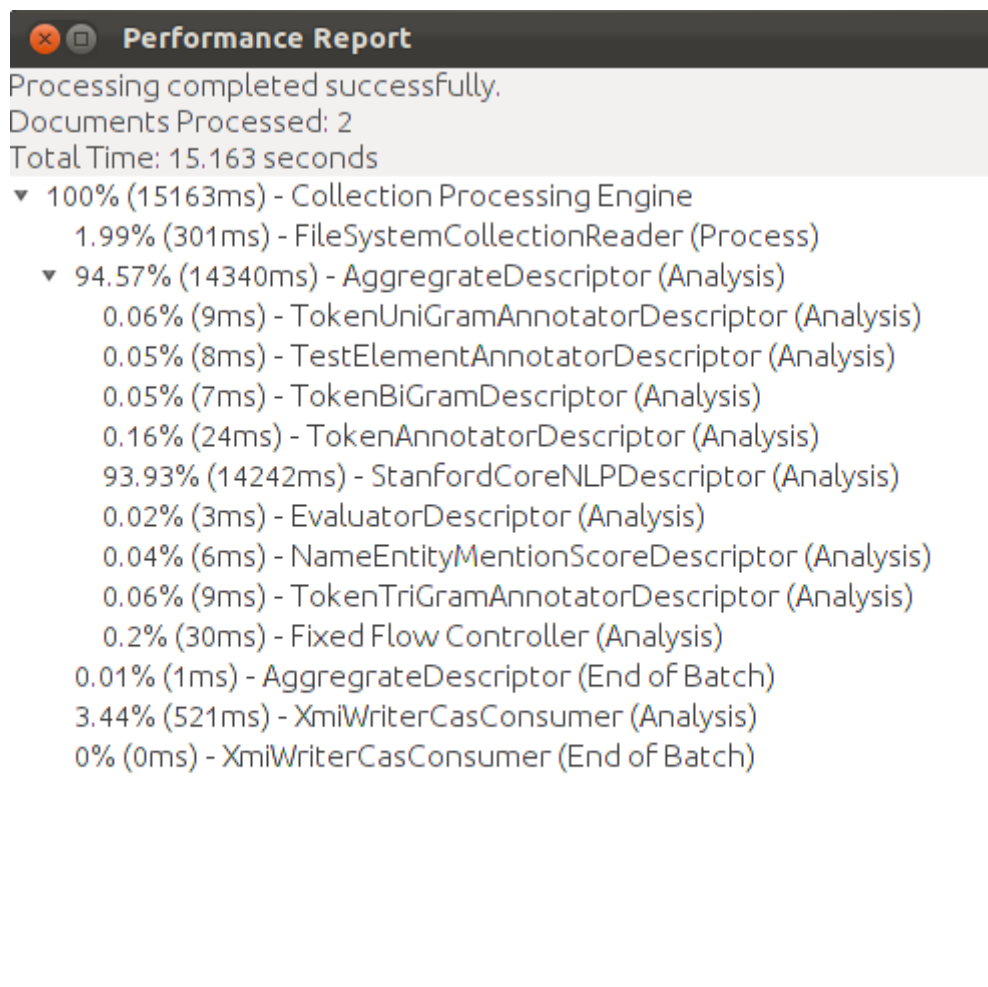 Performance Report
Processing completed successfully.
Documents Processed: 2
Total Time: 15.163 seconds
100% (15163ms) - Collection Processing Engine
1.99% (301ms) - FileSystemCollectionReader (Process)
94.57% (14340ms) - AggregrateDescriptor (Analysis)
0.06% (9ms) - TokenUniGramAnnotatorDescriptor (Analysis)
0.05% (8ms) - TestElementAnnotatorDescriptor (Analysis)
0.05% (7ms) - TokenBiGramDescriptor (Analysis)
0.16% (24ms) - TokenAnnotatorDescriptor (Analysis)
93.93% (14242ms) - StanfordCoreNLPDescriptor (Analysis)
0.02% (3ms) - EvaluatorDescriptor (Analysis)
0.04% (6ms) - NameEntityMentionScoreDescriptor (Analysis)
0.06% (9ms) - TokenTriGramAnnotatorDescriptor (Analysis)
0.2% (30ms) - Fixed Flow Controller (Analysis)
0.01% (1ms) - AggregrateDescriptor (End of Batch)
3.44% (521ms) - XmiWriterCasConsumer (Analysis)
0% (0ms) - XmiWriterCasConsumer (End of Batch)